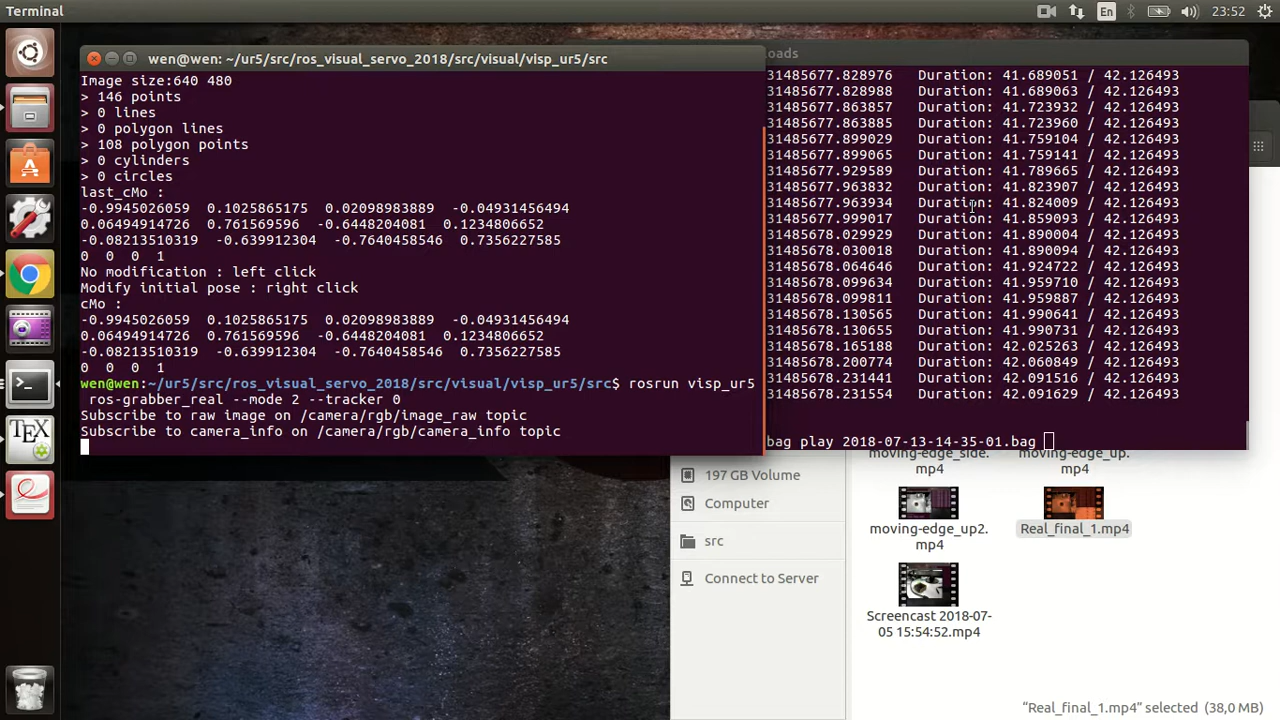 Terminal
En
23:52
wen@wen: ~/ur5/src/ros_visual_servo_2018/src/visual/visp_ur5/src
Image size:640 480
> 146 points
> 0 lines
> 0 polygon lines
> 108 polygon points
> 0 cylinders
> 0 circles
last_cMo :
-0.9945026059 0.1025865175 0.02098983889 -0.04931456494
0.06494914726 0.761569596 -0.6448204081 0.1234806652
-0.08213510319 -0.639912304 -0.7640458546 0.7356227585
0 0 0 1
No modification : left click
Modify initial pose : right click
cMo :
-0.9945026059 0.1025865175 0.02098983889 -0.04931456494
0.06494914726 0.761569596 -0.6448204081 0.1234806652
-0.08213510319 -0.639912304 -0.7640458546 0.7356227585
0 0 0 1
wen@wen:~/ur5/src/ros_visual_servo_2018/src/visual/visp_ur5/src$ rosrun visp_ur5
ros-grabber_real --mode 2 --tracker 0
Subscribe to raw image on /camera/rgb/image_raw topic
Subscribe to camera_info on /camera/rgb/camera_info topic
oads
31485677.828976 Duration: 41.689051 / 42.126493
31485677.828988 Duration: 41.689063 / 42.126493
31485677.863857 Duration: 41.723932 / 42.126493
31485677.863885 Duration: 41.723960 / 42.126493
31485677.899029 Duration: 41.759104 / 42.126493
31485677.899065 Duration: 41.759141 / 42.126493
31485677.929589 Duration: 41.789665 / 42.126493
31485677.963832 Duration: 41.823907 / 42.126493
31485677.963934 Duration: 41.824009 / 42.126493
31485677.999017 Duration: 41.859093 / 42.126493
31485678.029929 Duration: 41.890004 / 42.126493
31485678.030018 Duration: 41.890094 / 42.126493
31485678.064646 Duration: 41.924722 / 42.126493
31485678.099634 Duration: 41.959710 / 42.126493
31485678.099811 Duration: 41.959887 / 42.126493
31485678.130565 Duration: 41.990641 / 42.126493
31485678.130655 Duration: 41.990731 / 42.126493
31485678.165188 Duration: 42.025263 / 42.126493
31485678.200774 Duration: 42.060849 / 42.126493
31485678.231441 Duration: 42.091516 / 42.126493
31485678.231554 Duration: 42.091629 / 42.126493
bag play 2018-07-13-14-35-01.bag
197 GB Volume
Computer
src
Connect to Server
moving-edge_side.
mp4
moving-edge_up.
mp4
moving-edge_up2.
mp4
Real_final_1.mp4
Screencast 2018-07-
05 15:54:52.mp4
"Real_final_1.mp4" selected (38,0 MB)
TEX